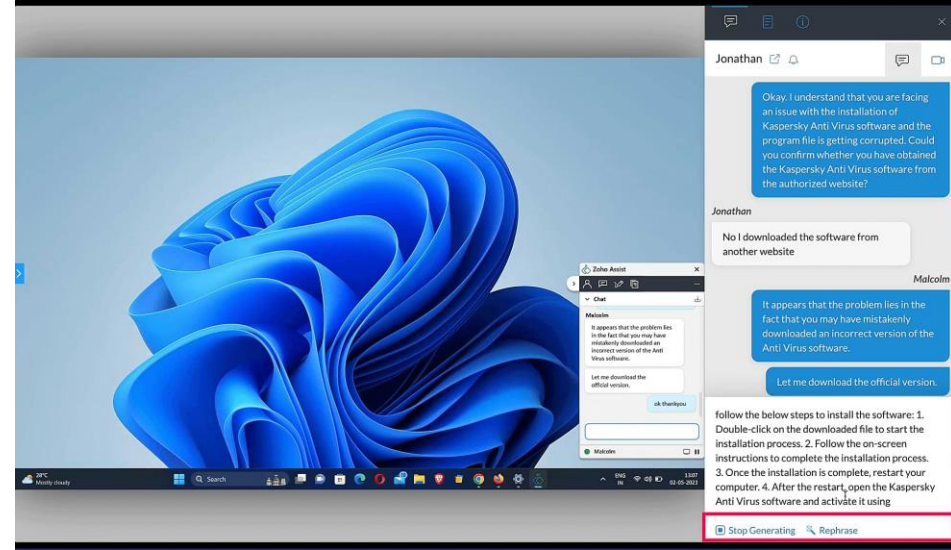 Jonathan
Okay. I understand that you are facing
an issue with the installation of
Kaspersky Anti Virus software and the
program file is getting corrupted. Could
you confirm whether you have obtained
the Kaspersky Anti Virus software from
the authorized website?
Jonathan
No I downloaded the software from
another website
Malcolm
It appears that the problem lies in the
fact that you may have mistakenly
downloaded an incorrect version of the
Anti Virus software.
Let me download the official version.
follow the below steps to install the software: 1.
Double-click on the downloaded file to start the
installation process. 2. Follow the on-screen
instructions to complete the installation process.
3. Once the installation is complete, restart your
computer. 4. After the restart, open the Kaspersky
Anti Virus software and activate it using
Stop Generating Rephrase
Zoho Assist
Chat
Malcolm
It appears that the problem lies
in the fact that you may have
mistakenly downloaded an
incorrect version of the Anti
Virus software.
Let me download the
official version.
ok thankyou
Malcolm
28°C
Mostly cloudy
Search
ENG
IN
13:07
02-05-2023